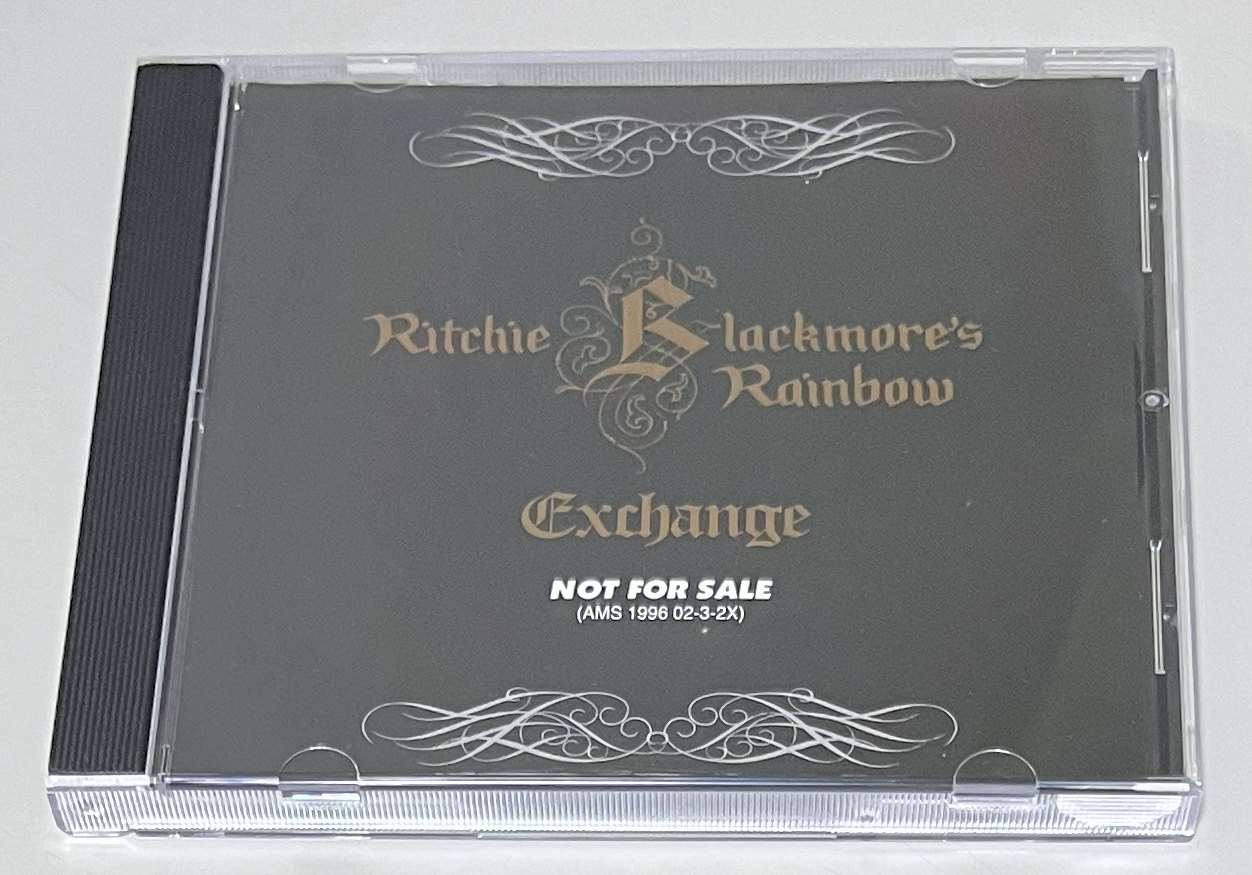 Ritchie Blackmore's
Rainbow
Exchange
NOT FOR SALE
(AMS 1996 02-3-2X)